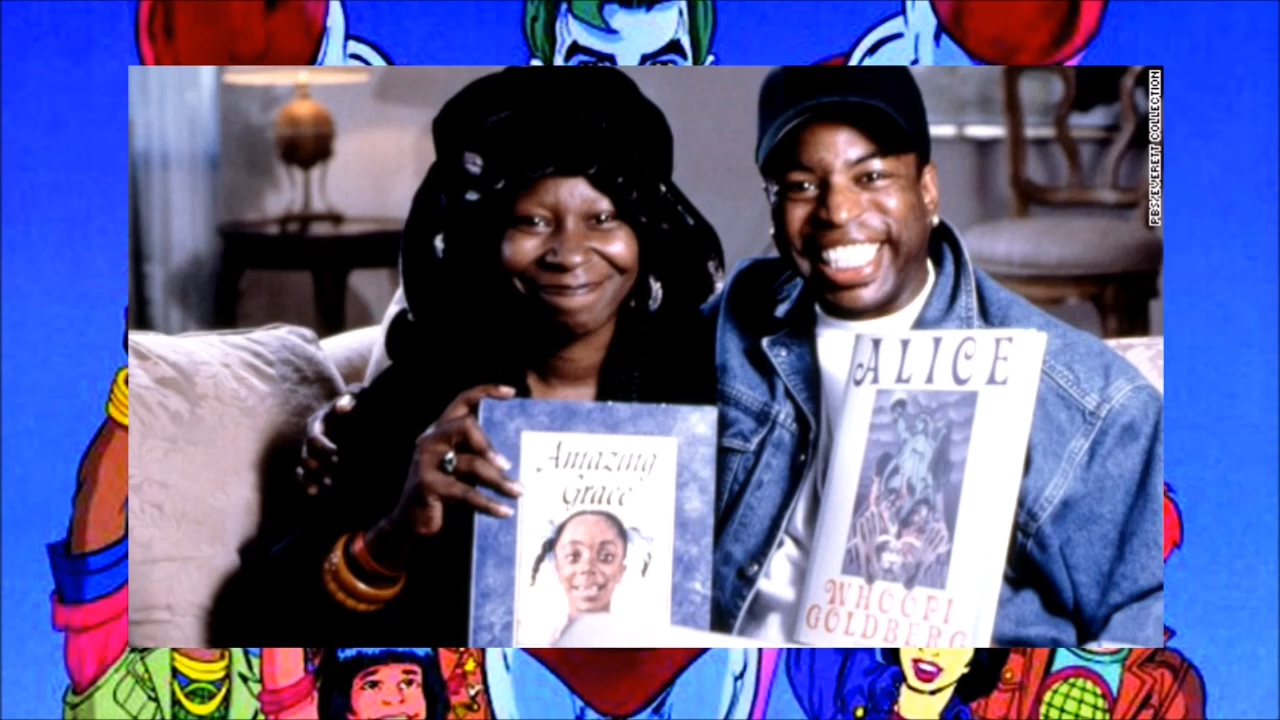 PBS/EVERETT COLLECTION
Amazing
Grace
ALICE
WHOOPI
GOLDBERG